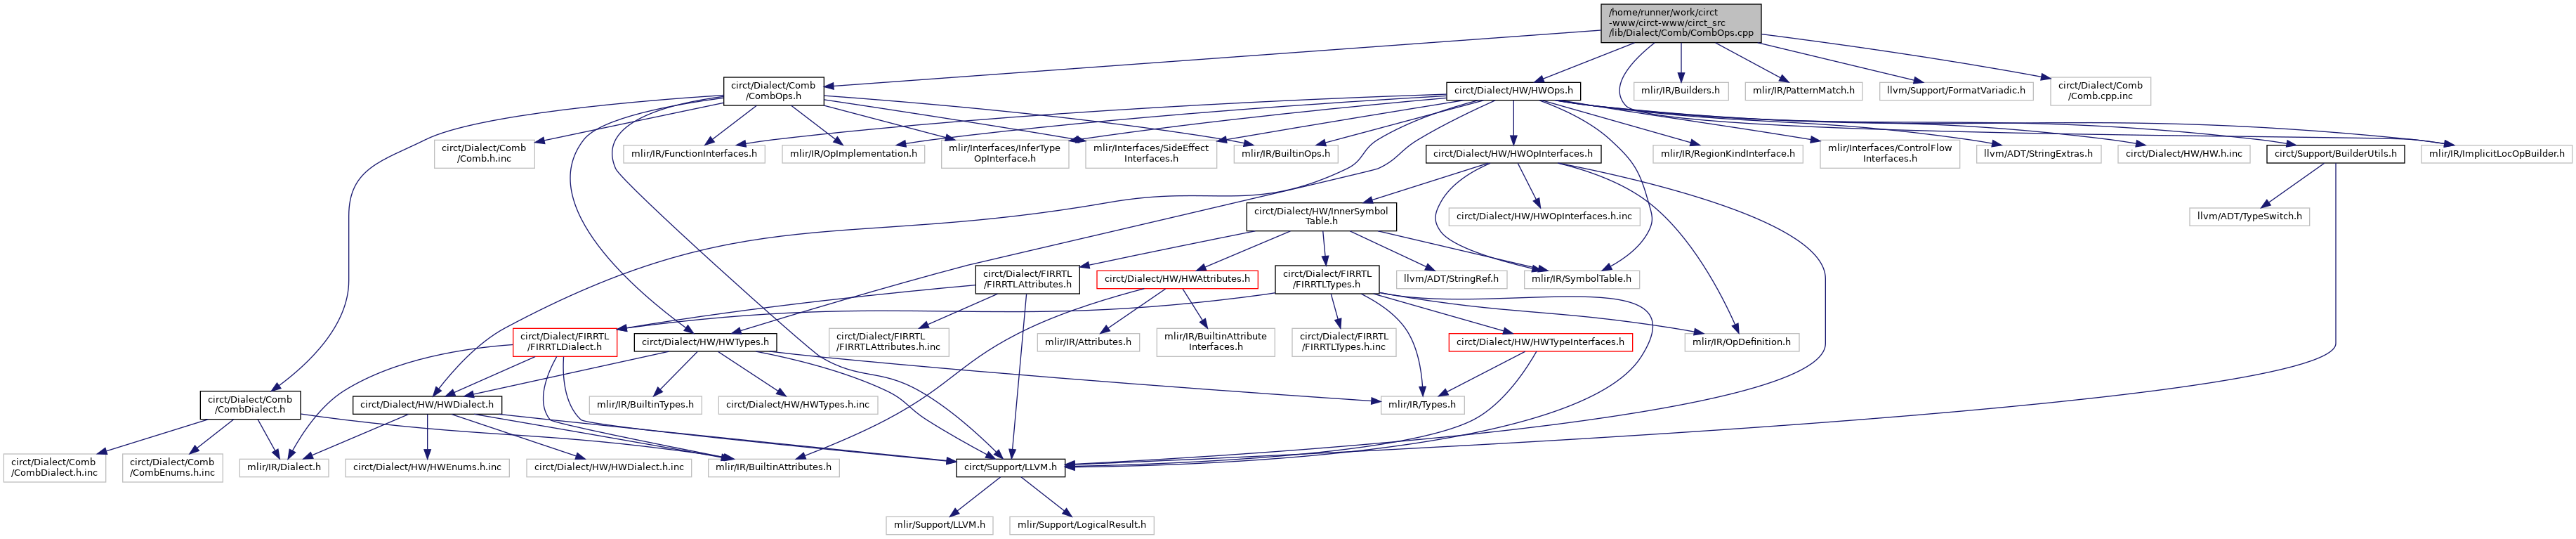 /home/runner/work/circt
-www/circt-www/circt_src
/lib/Dialect/Comb/CombOps.cpp
circt/Dialect/Comb
/CombOps.h
circt/Dialect/HW/HWOps.h
mlir/IR/Builders.h
mlir/IR/PatternMatch.h
llvm/Support/FormatVariadic.h
circt/Dialect/Comb
/Comb.cpp.inc
circt/Dialect/Comb
/Comb.h.inc
mlir/IR/FunctionInterfaces.h
mlir/IR/OpImplementation.h
mlir/Interfaces/InferType
OpInterface.h
mlir/Interfaces/SideEffect
Interfaces.h
mlir/IR/BuiltinOps.h
circt/Dialect/HW/HWOpInterfaces.h
mlir/IR/RegionKindInterface.h
mlir/Interfaces/ControlFlow
Interfaces.h
llvm/ADT/StringExtras.h
circt/Dialect/HW/HW.h.inc
circt/Support/BuilderUtils.h
mlir/IR/ImplicitLocOpBuilder.h
circt/Dialect/HW/InnerSymbol
Table.h
circt/Dialect/HW/HWOpInterfaces.h.inc
llvm/ADT/TypeSwitch.h
circt/Dialect/FIRRTL
/FIRRTLAttributes.h
circt/Dialect/HW/HWAttributes.h
circt/Dialect/FIRRTL
/FIRRTLTypes.h
llvm/ADT/StringRef.h
mlir/IR/SymbolTable.h
circt/Dialect/FIRRTL
/FIRRTLDialect.h
circt/Dialect/HW/HWTypes.h
circt/Dialect/FIRRTL
/FIRRTLAttributes.h.inc
mlir/IR/Attributes.h
mlir/IR/BuiltinAttribute
Interfaces.h
circt/Dialect/FIRRTL
/FIRRTLTypes.h.inc
circt/Dialect/HW/HWTypeInterfaces.h
mlir/IR/OpDefinition.h
circt/Dialect/Comb
/CombDialect.h
circt/Dialect/HW/HWDialect.h
mlir/IR/BuiltinTypes.h
circt/Dialect/HW/HWTypes.h.inc
mlir/IR/Types.h
circt/Dialect/Comb
/CombDialect.h.inc
circt/Dialect/Comb
/CombEnums.h.inc
mlir/IR/Dialect.h
circt/Dialect/HW/HWEnums.h.inc
circt/Dialect/HW/HWDialect.h.inc
mlir/IR/BuiltinAttributes.h
circt/Support/LLVM.h
mlir/Support/LLVM.h
mlir/Support/LogicalResult.h